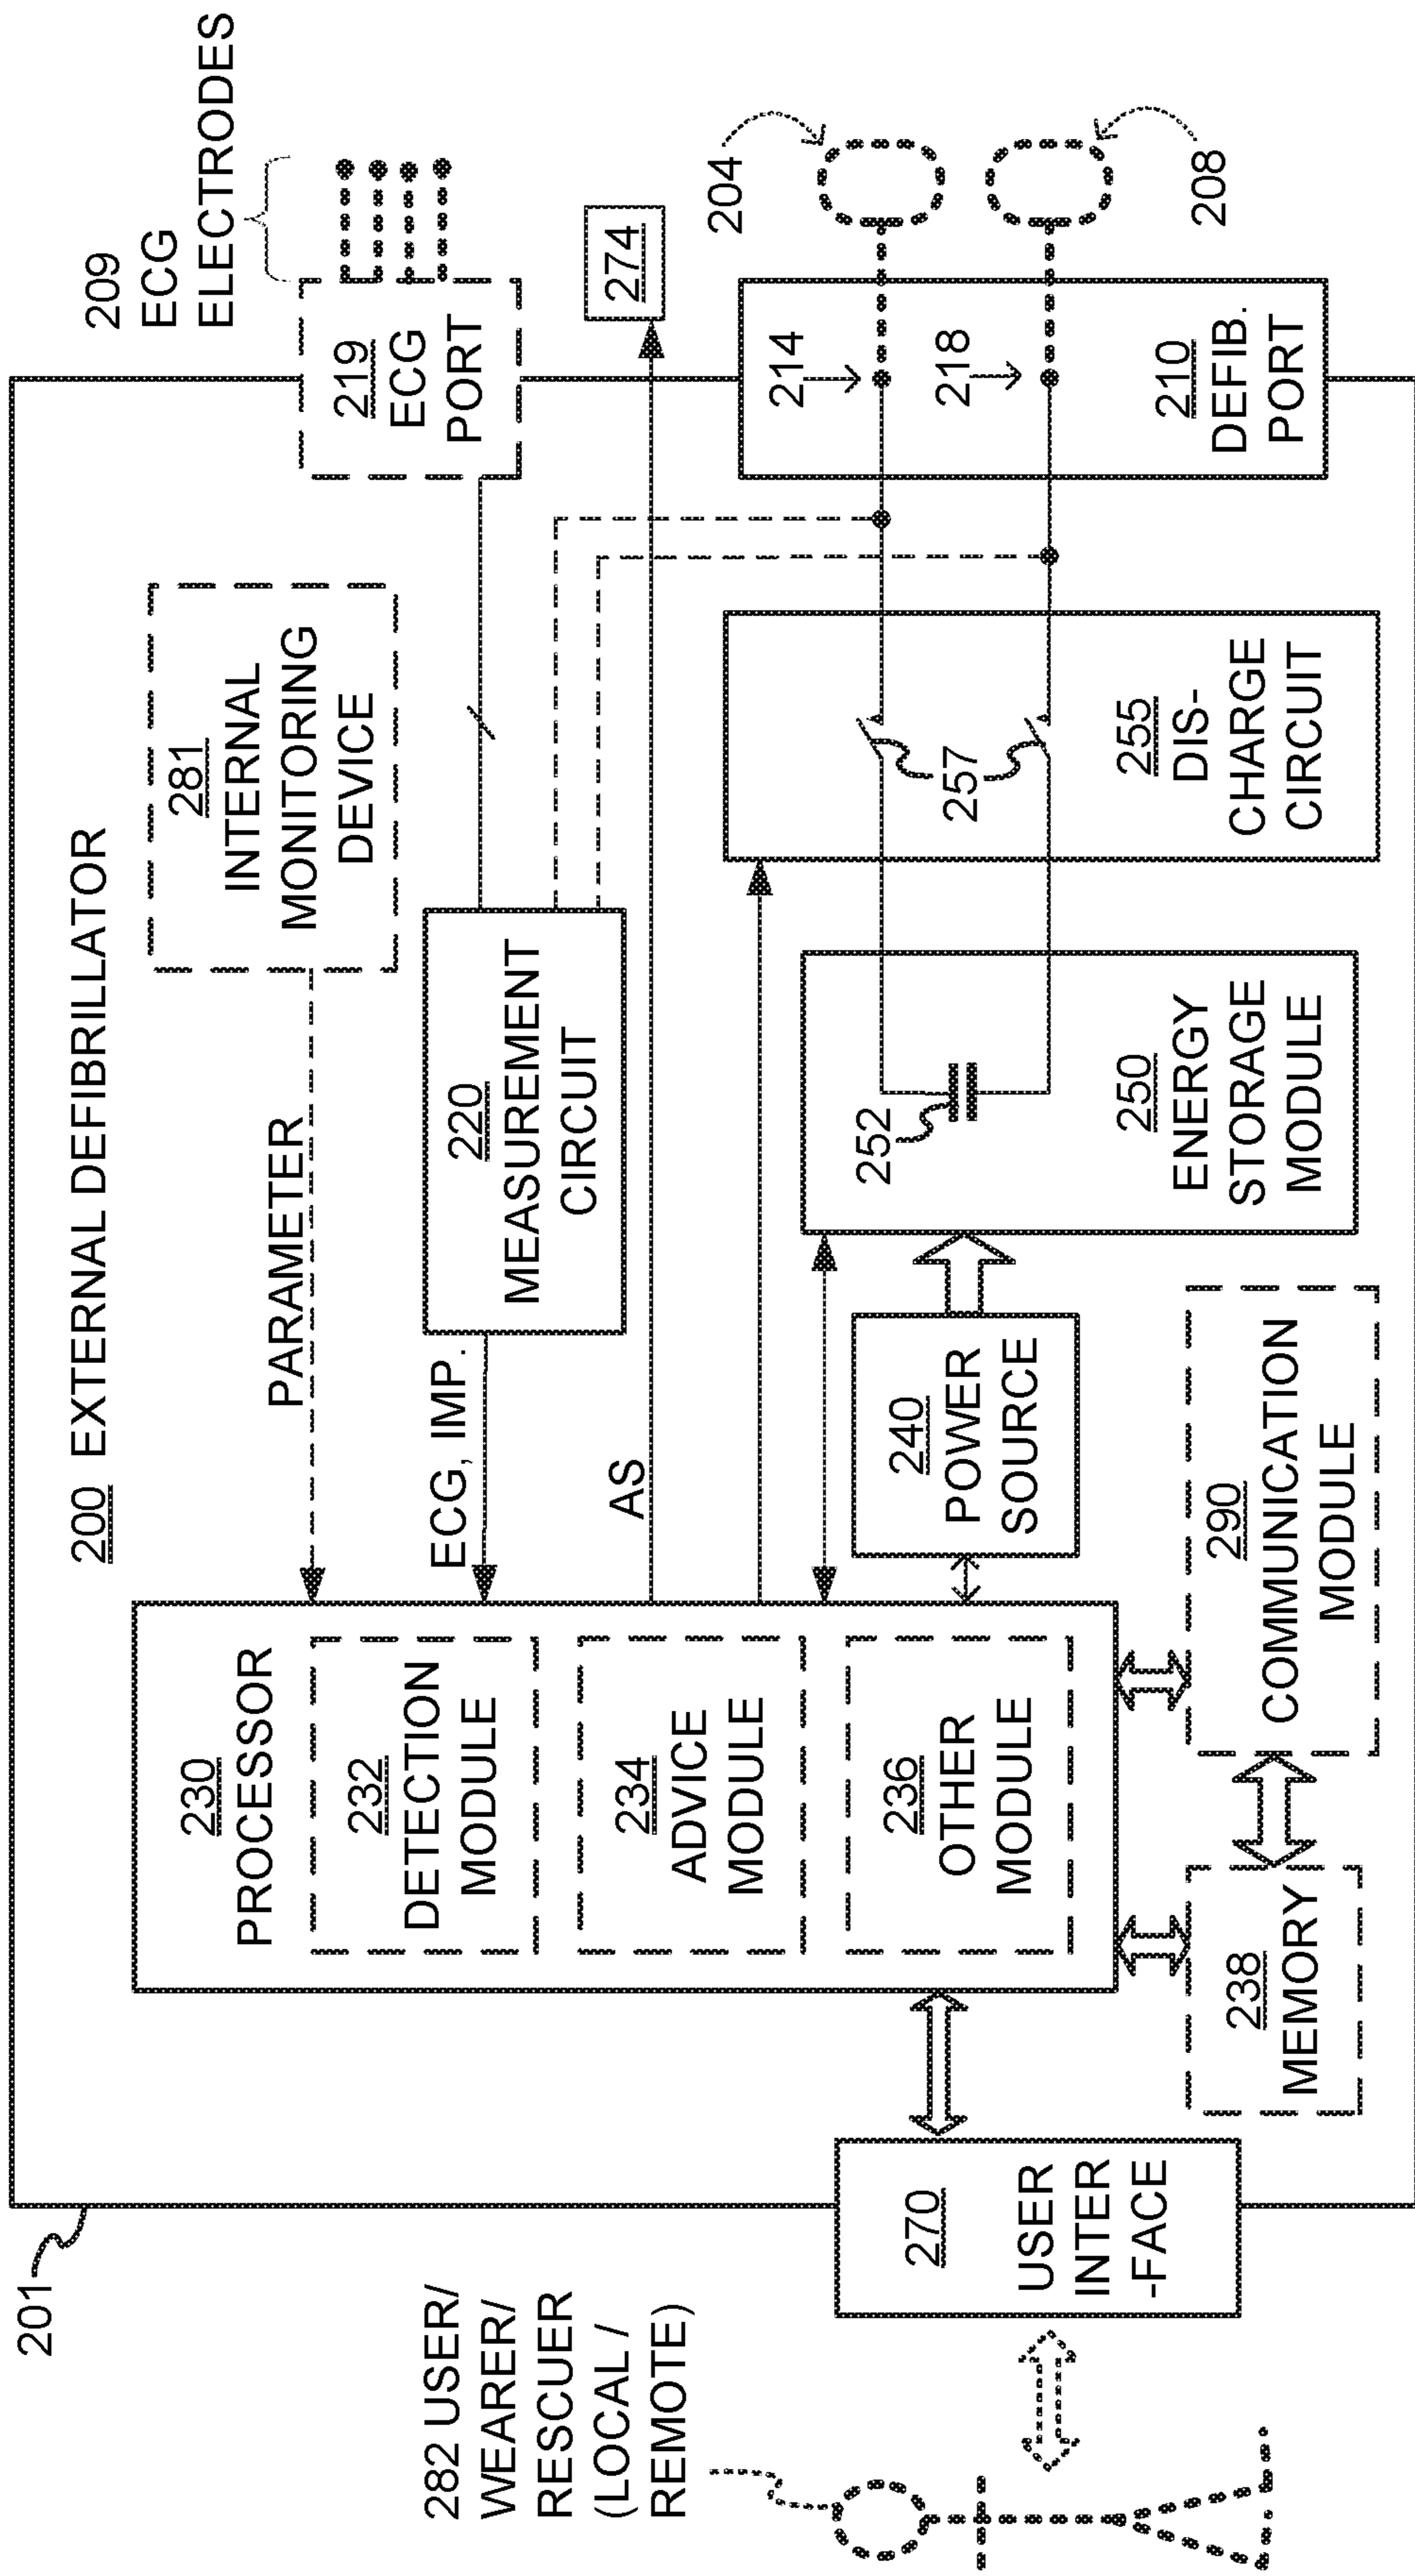 200 EXTERNAL DEFIBRILLATOR
201
209
ECG
ELECTRODES
219
ECG
PORT
281
INTERNAL
MONITORING
DEVICE
PARAMETER
220
MEASUREMENT
CIRCUIT
ECG, IMP.
AS
274
230
PROCESSOR
232
DETECTION
MODULE
234
ADVICE
MODULE
236
OTHER
MODULE
204
208
214
218
210
DEFIB.
PORT
257
255
DIS-
CHARGE
CIRCUIT
252
250
ENERGY
STORAGE
MODULE
240
POWER
SOURCE
290
COMMUNICATION
MODULE
238
MEMORY
270
USER
INTER
-FACE
282 USER/
WEARER/
RESCUER
(LOCAL /
REMOTE)